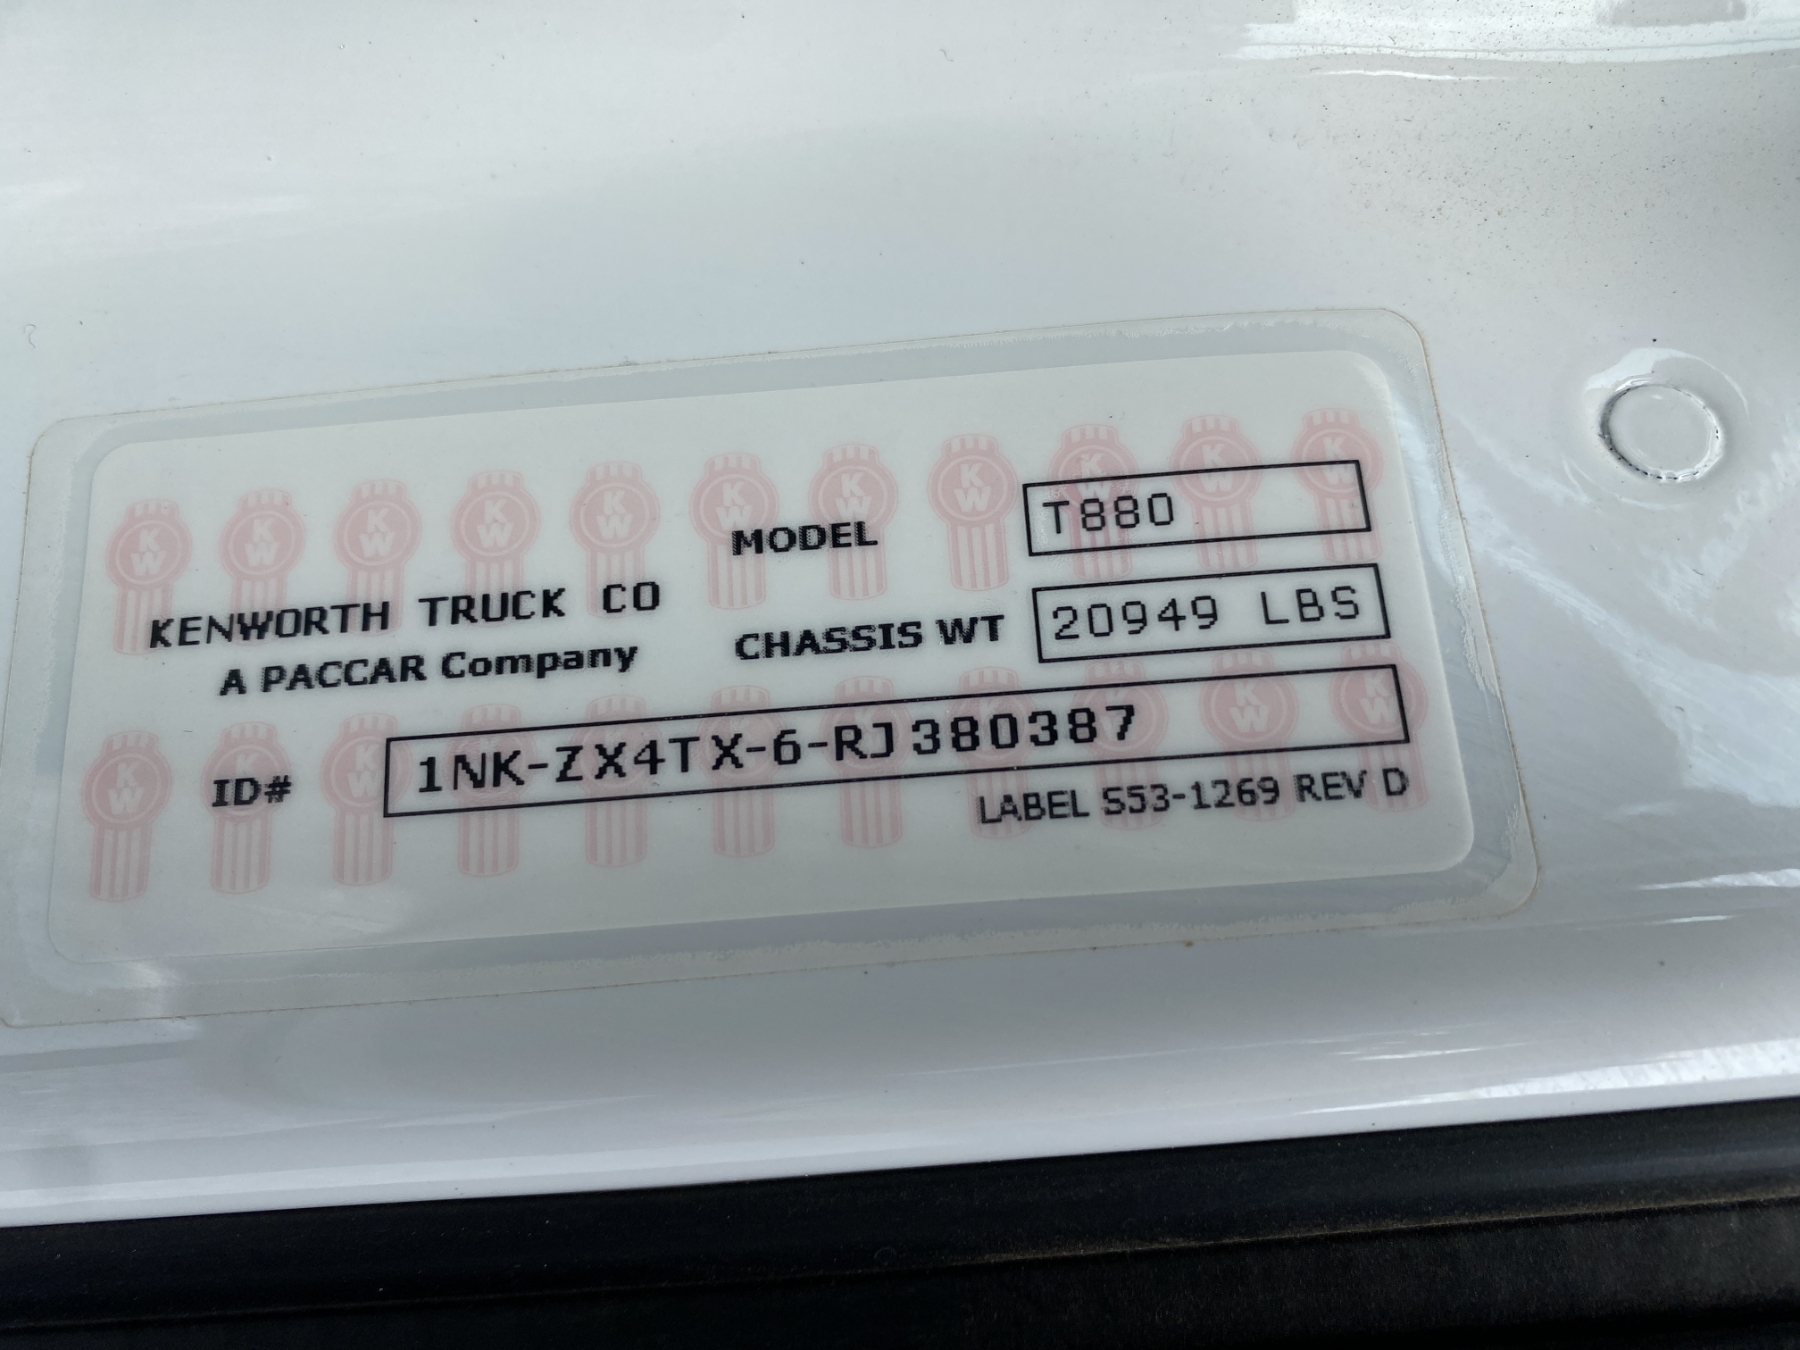 MODEL T880
KENWORTH TRUCK CO
A PACCAR Company
CHASSIS WT 20949 LBS
ID# 1NK-ZX4TX-6-RJ380387
LABEL S53-1269 REV D